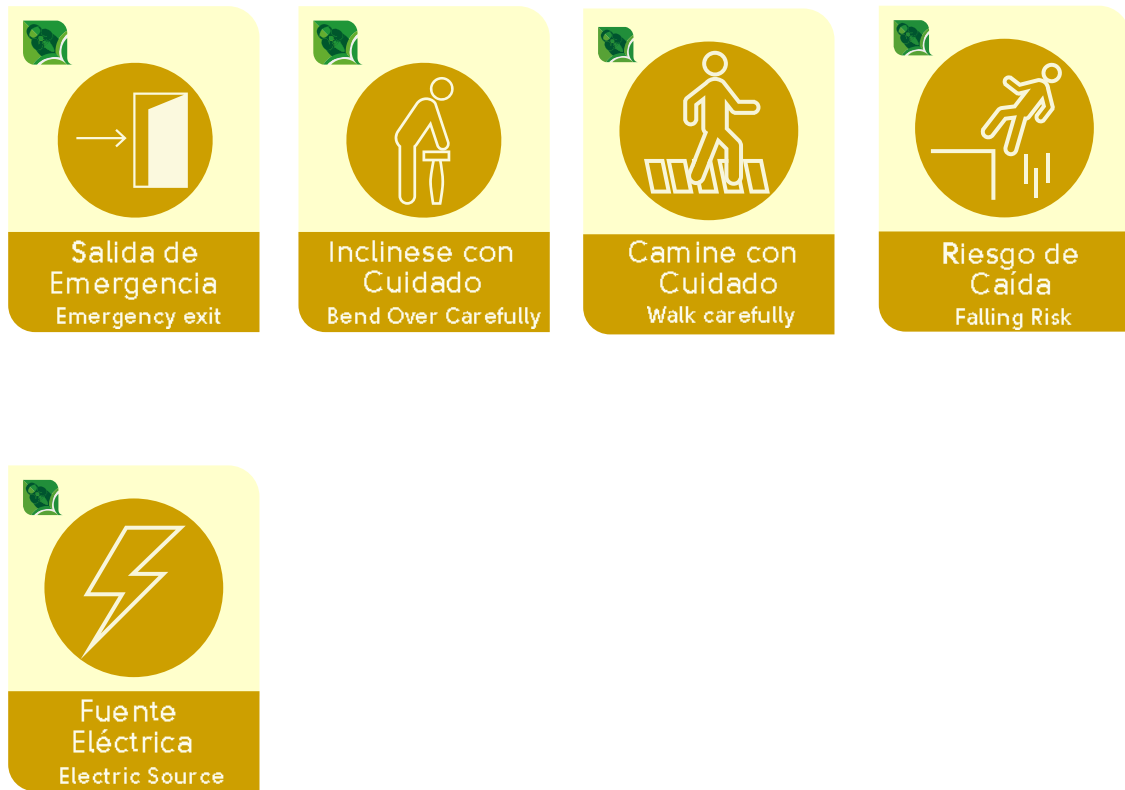 Salida de
Emergencia
Emergency exit
Inclinese con
Cuidado
Bend Over Carefully
Camine con
Cuidado
Walk carefully
Riesgo de
Caída
Falling Risk
Fuente
Eléctrica
Electric Source